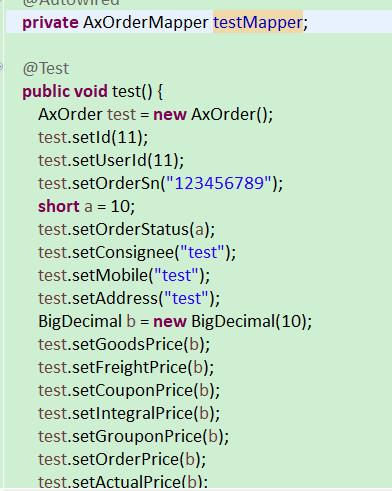 @Autowired
private AxOrderMapper testMapper;
@Test
public void test() {
AxOrder test = new AxOrder();
test.setId(11);
test.setUserId(11);
test.setOrderSn("123456789");
short a = 10;
test.setOrderStatus(a);
test.setConsignee("test");
test.setMobile("test");
test.setAddress("test");
BigDecimal b = new BigDecimal(10);
test.setGoodsPrice(b);
test.setFreightPrice(b);
test.setCouponPrice(b);
test.setIntegralPrice(b);
test.setGrouponPrice(b);
test.setOrderPrice(b);
test.setActualPrice(b);